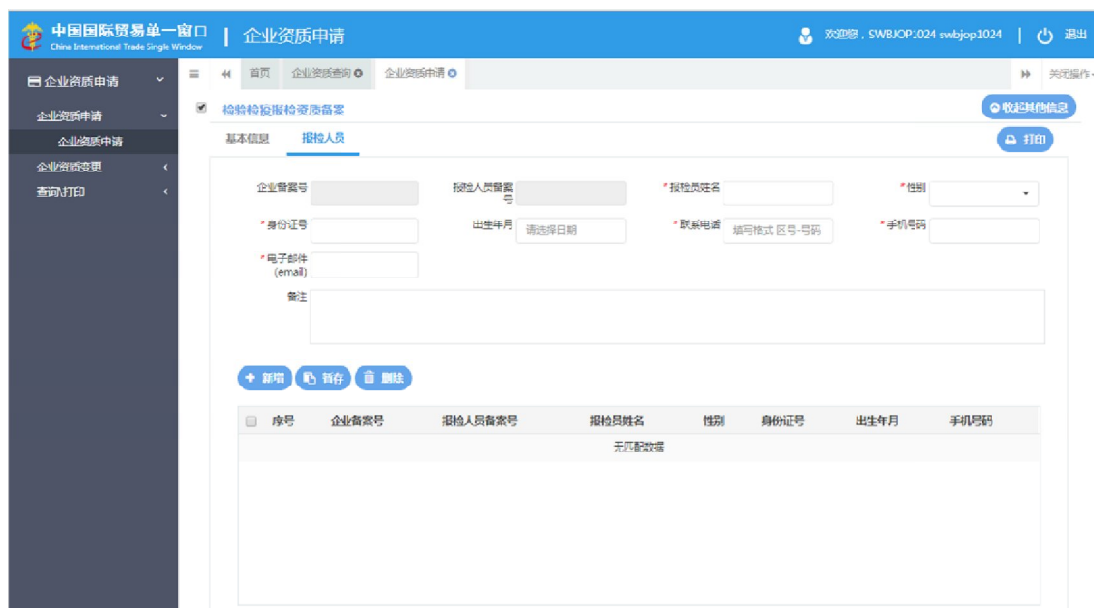 中国国际贸易单一窗口
China International Trade Single Window
企业资质申请
欢迎您，SWBJOP1024 swbjop1024
退出
企业资质申请
首页 企业资质查询 企业资质申请
关闭操作
企业资质申请
企业资质申请
企业资质变更
查询\打印
检验检疫报检资质备案
收起其他信息
基本信息 报检人员
打印
企业备案号
报检人员备案号
*报检员姓名
*性别
*身份证号
出生年月 请选择日期
*联系电话 填写格式 区号-号码
*手机号码
*电子邮件
(email)
备注
新增 暂存 删除
序号 企业备案号 报检人员备案号 报检员姓名 性别 身份证号 出生年月 手机号码
无匹配数据